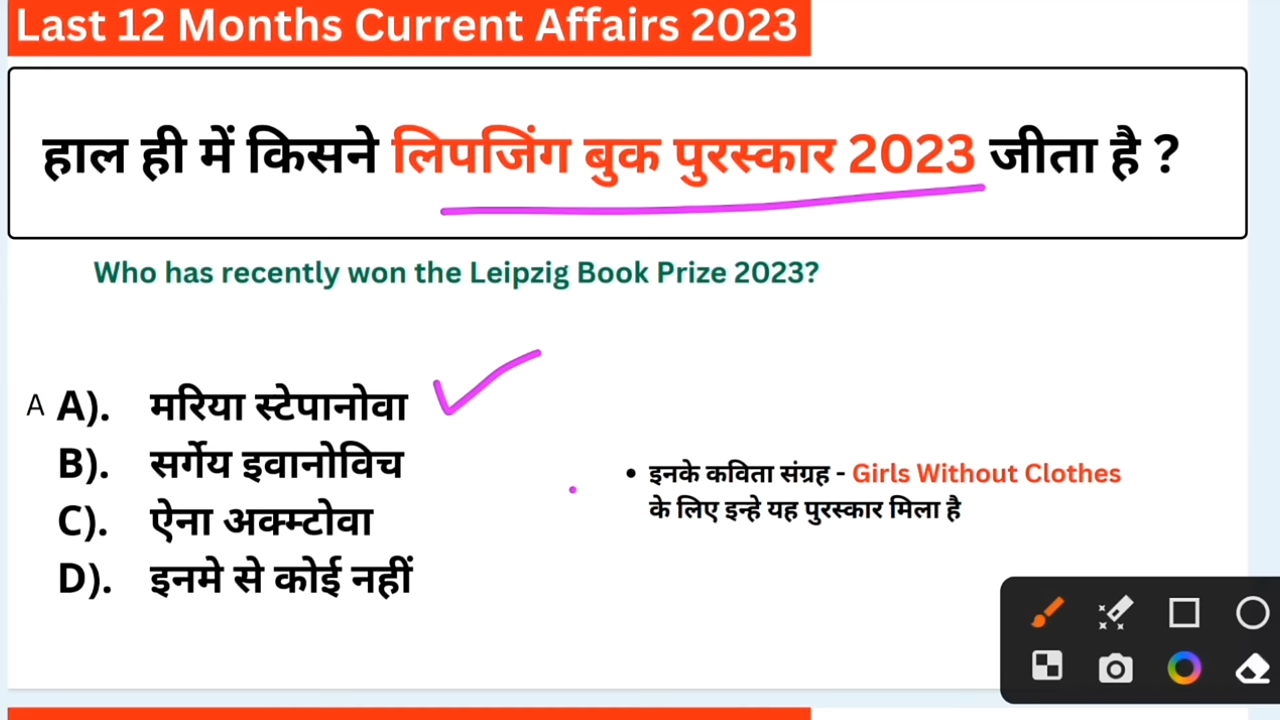 Last 12 Months Current Affairs 2023
हाल ही में किसने लिपजिंग बुक पुरस्कार 2023 जीता है ?
Who has recently won the Leipzig Book Prize 2023?
A A). मरिया स्टेपानोवा
B). सर्गेय इवानोविच
C). ऐना अक्म्टोवा
D). इनमे से कोई नहीं
• इनके कविता संग्रह - Girls Without Clothes
के लिए इन्हे यह पुरस्कार मिला है